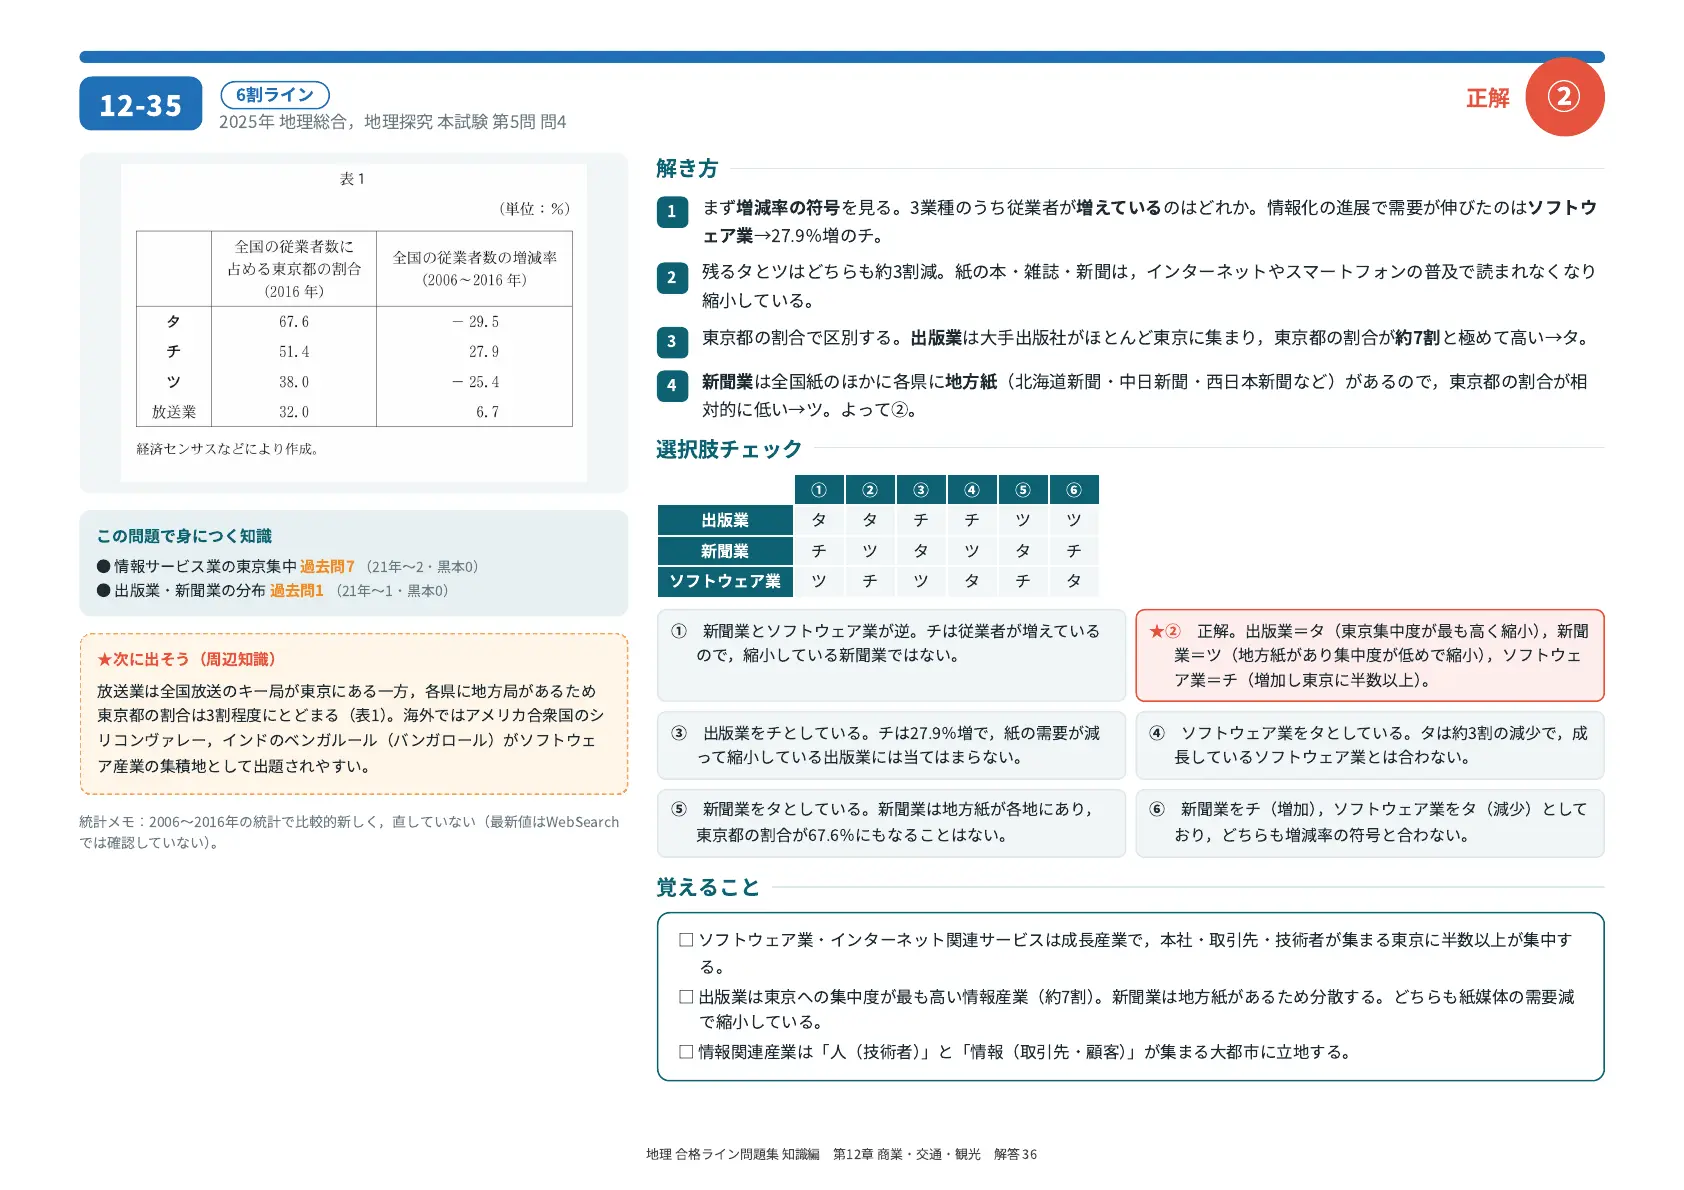 12-35
6割ライン
2025年 地理総合，地理探究 本試験 第5問 問4
正解 ②
表1
（単位：％）
全国の従業者数に占める東京都の割合（2016年）
全国の従業者数の増減率（2006～2016年）
タ 67.6 －29.5
チ 51.4 27.9
ツ 38.0 －25.4
放送業 32.0 6.7
経済センサスなどにより作成。
この問題で身につく知識
●情報サービス業の東京集中 過去問7（21年～2・黒本0）
●出版業・新聞業の分布 過去問1（21年～1・黒本0）
★次に出そう（周辺知識）
放送業は全国放送のキー局が東京にある一方，各県に地方局があるため
東京都の割合は3割程度にとどまる（表1）。海外ではアメリカ合衆国のシ
リコンヴァレー，インドのベンガルール（バンガロール）がソフトウェ
ア産業の集積地として出題されやすい。
統計メモ：2006～2016年の統計で比較的新しく，直していない（最新値はWebSearch
では確認していない）。
解き方
1 まず増減率の符号を見る。3業種のうち従業者が増えているのはどれか。情報化の進展で需要が伸びたのはソフトウ
ェア業→27.9％増のチ。
2 残るタとツはどちらも約3割減。紙の本・雑誌・新聞は，インターネットやスマートフォンの普及で読まれなくなり
縮小している。
3 東京都の割合で区別する。出版業は大手出版社がほとんど東京に集まり，東京都の割合が約7割と極めて高い→タ。
4 新聞業は全国紙のほかに各県に地方紙（北海道新聞・中日新聞・西日本新聞など）があるので，東京都の割合が相
対的に低い→ツ。よって②。
選択肢チェック
① ② ③ ④ ⑤ ⑥
出版業 タ タ チ チ ツ ツ
新聞業 チ ツ タ ツ タ チ
ソフトウェア業 ツ チ ツ タ チ タ
① 新聞業とソフトウェア業が逆。チは従業者が増えている
ので，縮小している新聞業ではない。
★② 正解。出版業＝タ（東京集中度が最も高く縮小），新聞
業＝ツ（地方紙があり集中度が低めで縮小），ソフトウェ
ア業＝チ（増加し東京に半数以上）。
③ 出版業をチとしている。チは27.9％増で，紙の需要が減
って縮小している出版業には当てはまらない。
④ ソフトウェア業をタとしている。タは約3割の減少で，成
長しているソフトウェア業とは合わない。
⑤ 新聞業をタとしている。新聞業は地方紙が各地にあり，
東京都の割合が67.6％にもなることはない。
⑥ 新聞業をチ（増加），ソフトウェア業をタ（減少）として
おり，どちらも増減率の符号と合わない。
覚えること
□ソフトウェア業・インターネット関連サービスは成長産業で，本社・取引先・技術者が集まる東京に半数以上が集中す
る。
□出版業は東京への集中度が最も高い情報産業（約7割）。新聞業は地方紙があるため分散する。どちらも紙媒体の需要減
で縮小している。
□情報関連産業は「人（技術者）」と「情報（取引先・顧客）」が集まる大都市に立地する。
地理 合格ライン問題集 知識編 第12章 商業・交通・観光 解答36